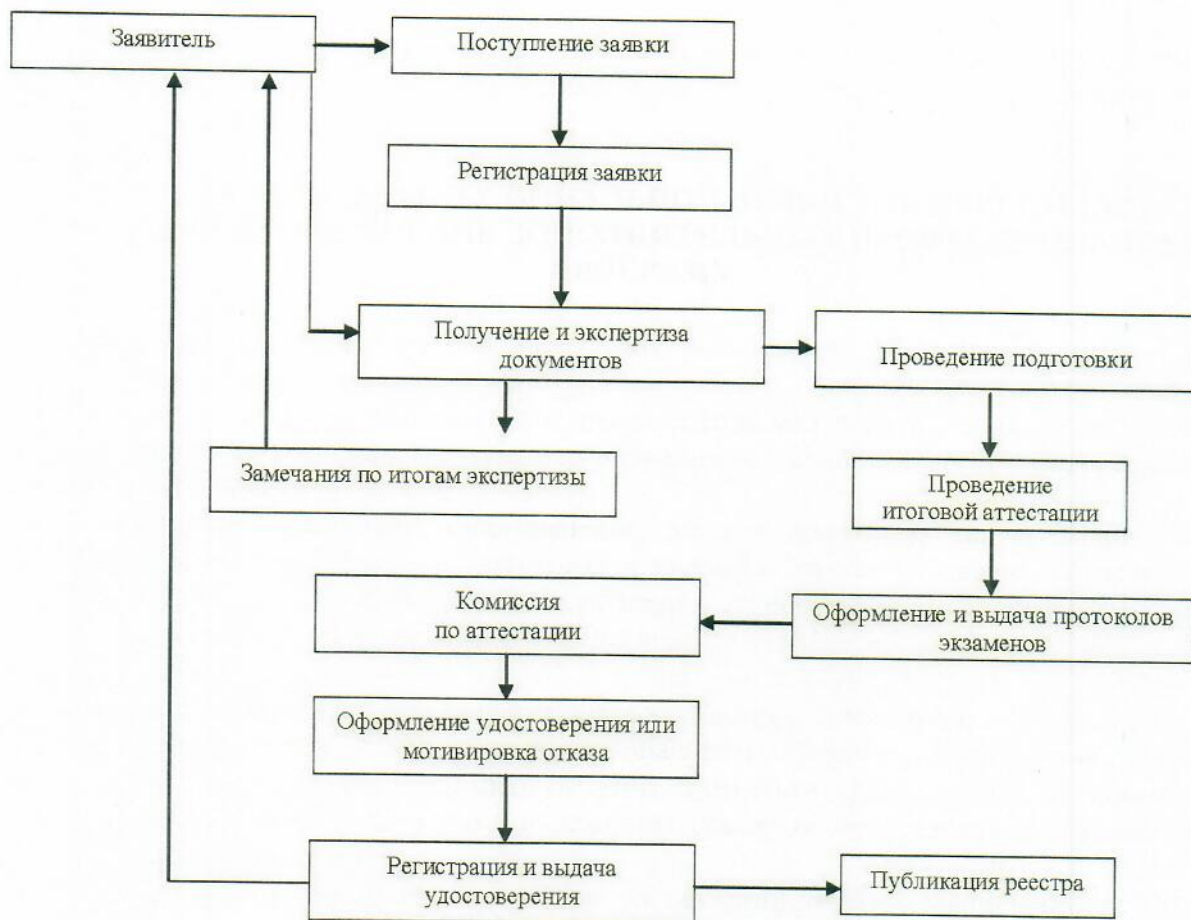 Заявитель
Поступление заявки
Регистрация заявки
Получение и экспертиза
документов
Проведение подготовки
Замечания по итогам экспертизы
Проведение
итоговой аттестации
Комиссия
по аттестации
Оформление и выдача протоколов
экзаменов
Оформление удостоверения или
мотивировка отказа
Регистрация и выдача
удостоверения
Публикация реестра